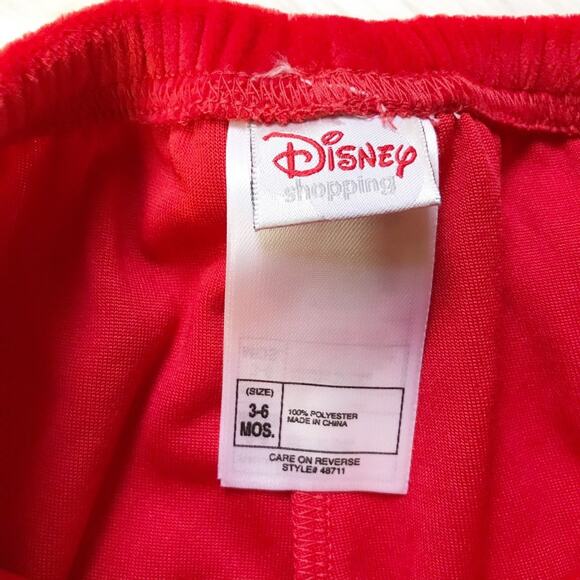 Disney
shopping
(SIZE)
3-6
MOS.
100% POLYESTER
MADE IN CHINA
CARE ON REVERSE
STYLE# 48711